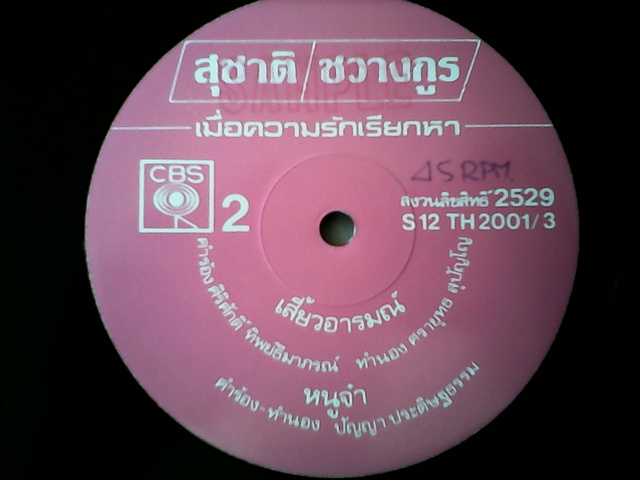 สุชาติ / ชวางกูร
SAMPLE
เมื่อความรักเรียกหา
45 RPM.
CBS
2
สงวนลิขสิทธิ์ 2529
S 12 TH 2001/3
เสี้ยวอารมณ์
คำร้อง ศิริศักดิ์ ทิพย์ธีมาภรณ์ ทำนอง ศรายุทธ สุปัญโญ
หนูจ๋า
คำร้อง-ทำนอง ปัญญา ประดิษฐธรรม